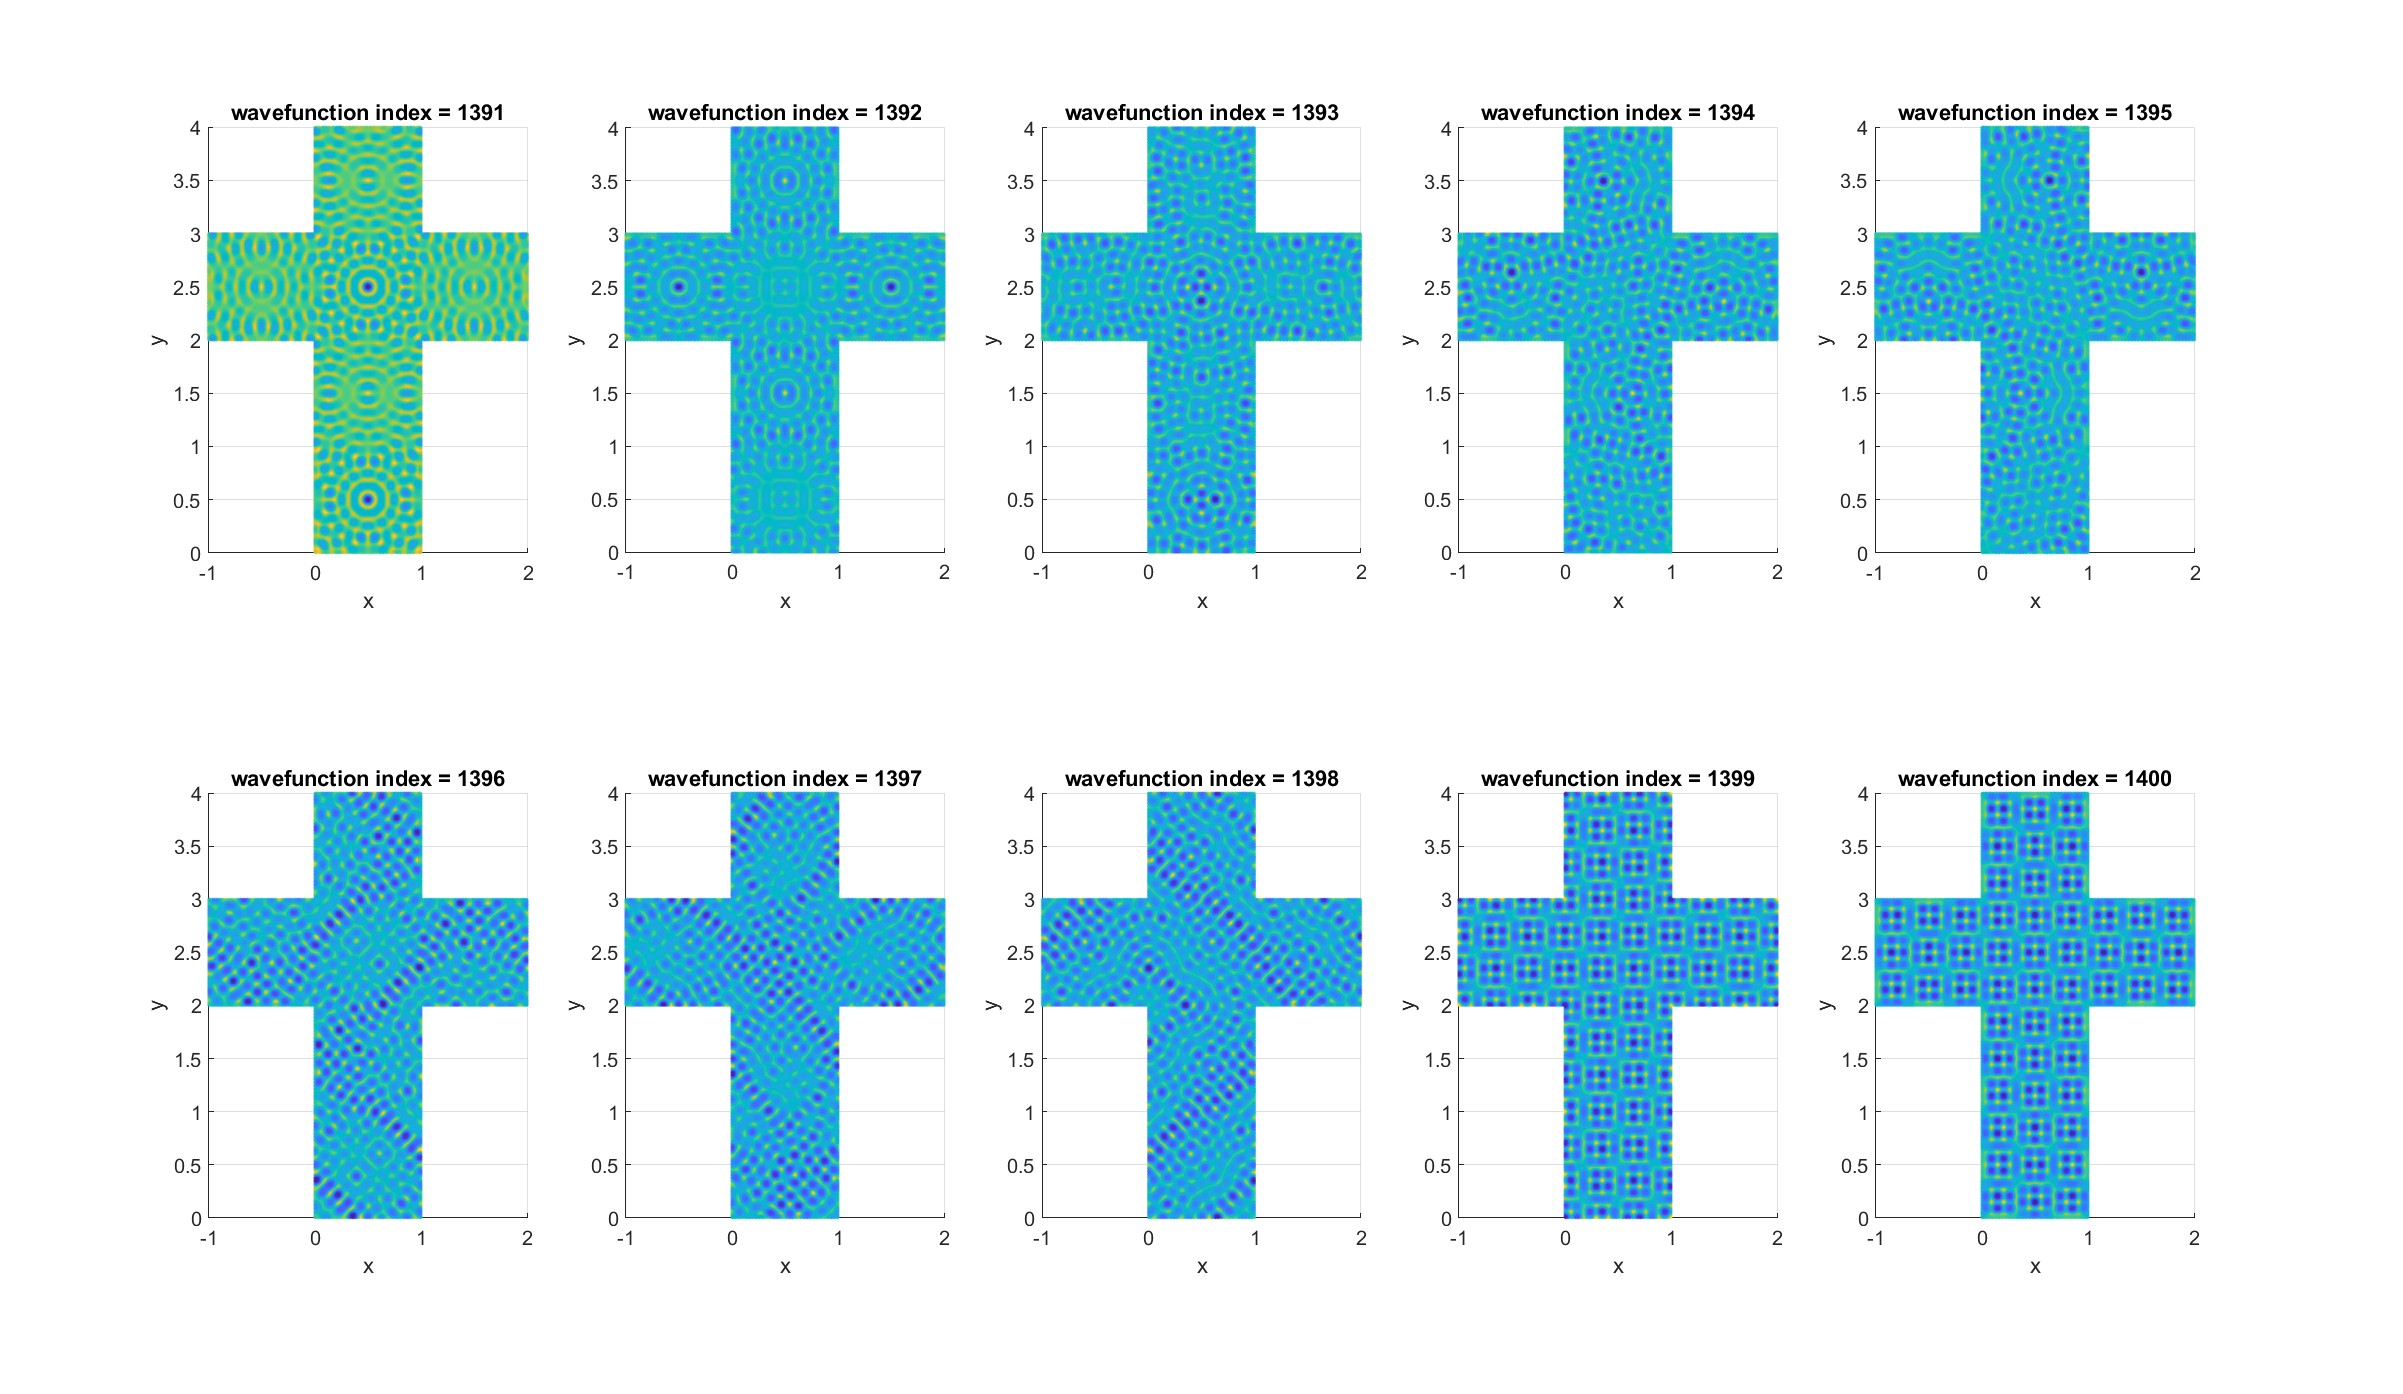 wavefunction index = 1391
wavefunction index = 1392
wavefunction index = 1393
wavefunction index = 1394
wavefunction index = 1395
4 4 4 4 4
3.5 3.5 3.5 3.5 3.5
3 3 3 3 3
2.5 2.5 2.5 2.5 2.5
y 2 y 2 y 2 y 2 y 2
1.5 1.5 1.5 1.5 1.5
1 1 1 1 1
0.5 0.5 0.5 0.5 0.5
0 0 0 0 0
-1 0 1 2 -1 0 1 2 -1 0 1 2 -1 0 1 2 -1 0 1 2
x x x x x
wavefunction index = 1396
wavefunction index = 1397
wavefunction index = 1398
wavefunction index = 1399
wavefunction index = 1400
4 4 4 4 4
3.5 3.5 3.5 3.5 3.5
3 3 3 3 3
2.5 2.5 2.5 2.5 2.5
y 2 y 2 y 2 y 2 y 2
1.5 1.5 1.5 1.5 1.5
1 1 1 1 1
0.5 0.5 0.5 0.5 0.5
0 0 0 0 0
-1 0 1 2 -1 0 1 2 -1 0 1 2 -1 0 1 2 -1 0 1 2
x x x x x